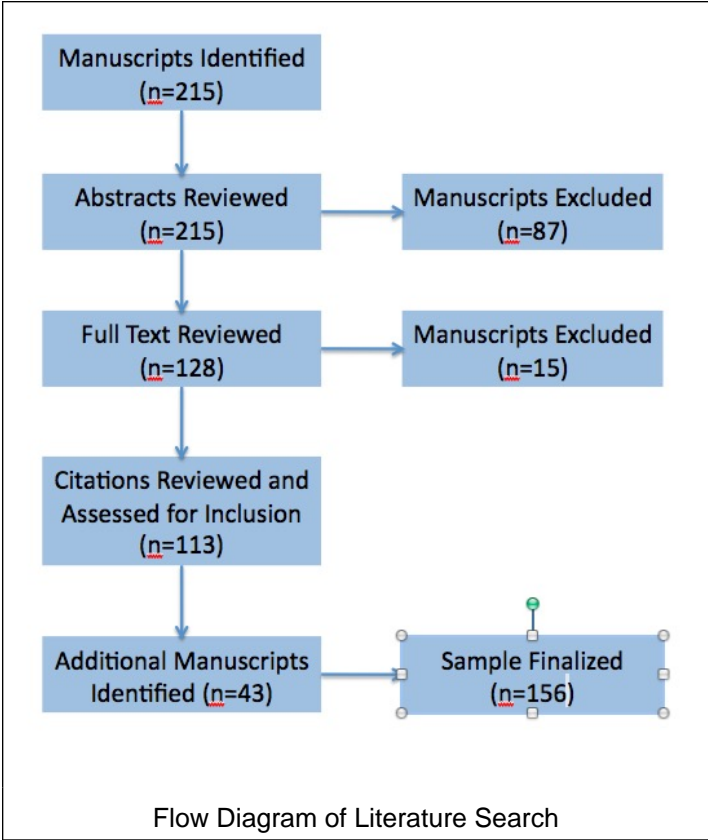 Manuscripts Identified
(n=215)
Abstracts Reviewed
(n=215)
Manuscripts Excluded
(n=87)
Full Text Reviewed
(n=128)
Manuscripts Excluded
(n=15)
Citations Reviewed and
Assessed for Inclusion
(n=113)
Additional Manuscripts
Identified (n=43)
Sample Finalized
(n=156)
Flow Diagram of Literature Search